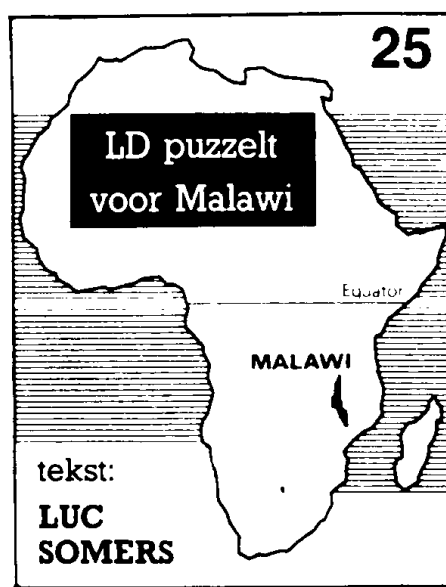 25
LD puzzelt
voor Malawi
Equator
MALAWI
tekst:
LUC
SOMERS